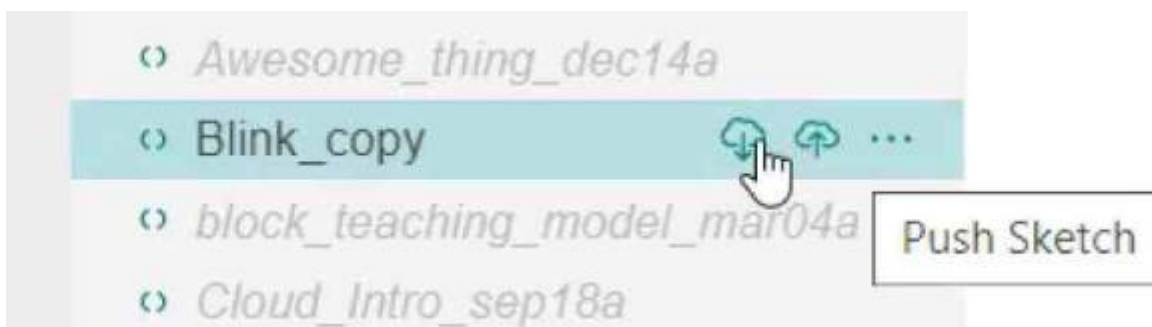 Awesome_thing_dec14a
Blink_copy
block_teaching_model_mar04a
Push Sketch
Cloud_Intro_sep18a